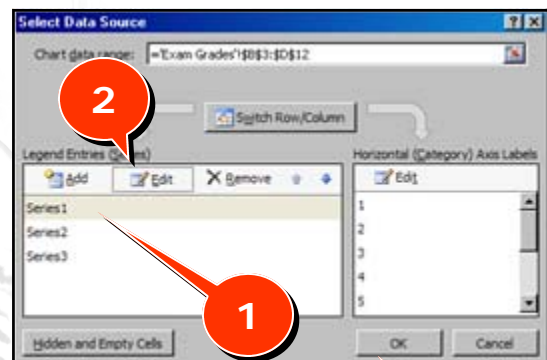 Select Data Source
Chart data range: ='Exam Grades'!$B$3:$D$12
2
Switch Row/Column
Legend Entries (Series)
Horizontal (Category) Axis Labels
Add Edit Remove
Edit
Series1
1
Series2
2
Series3
3
4
5
1
Hidden and Empty Cells
OK Cancel